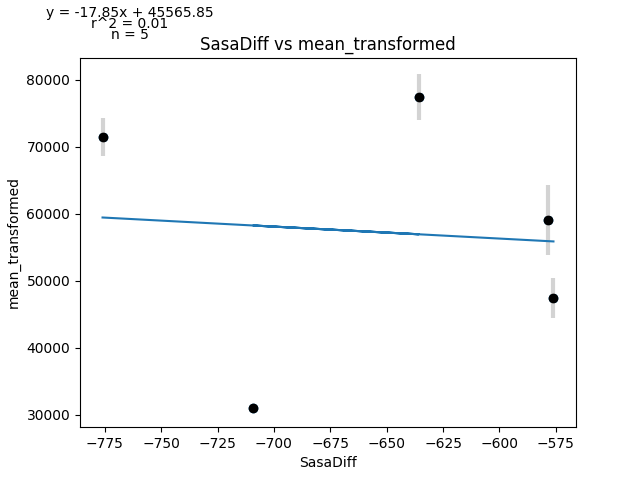 y = -17.85x + 45565.85
r^2 = 0.01
n = 5
SasaDiff vs mean_transformed
80000
70000
60000
50000
40000
30000
mean_transformed
−775 −750 −725 −700 −675 −650 −625 −600 −575
SasaDiff